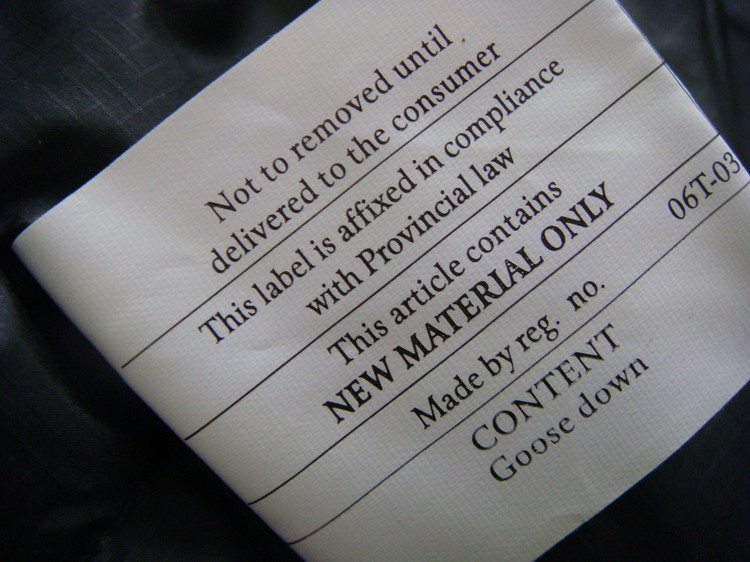 Not to removed until
delivered to the consumer
This label is affixed in compliance
with Provincial law
This article contains
NEW MATERIAL ONLY
Made by reg. no. 06T-03
CONTENT
Goose down